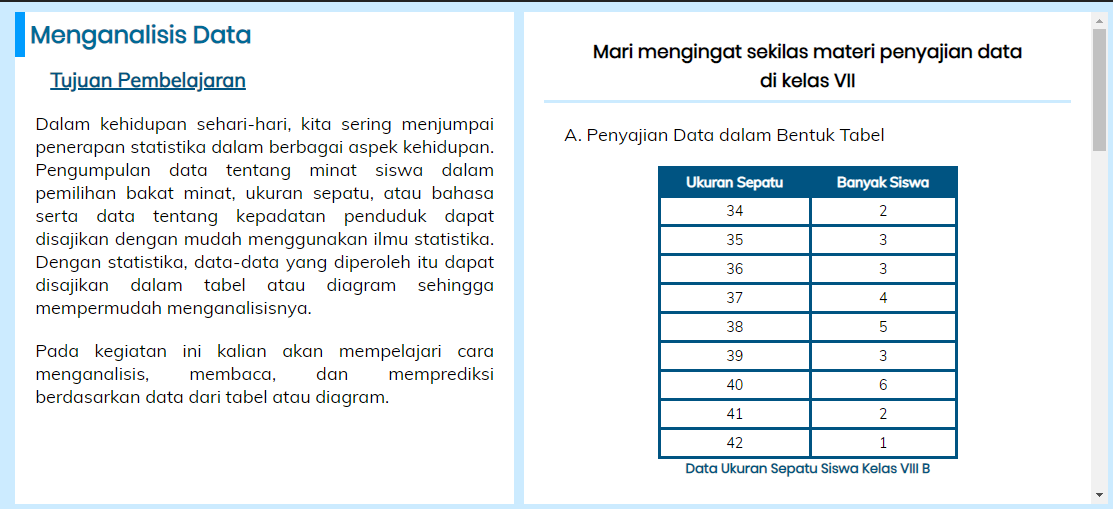 Menganalisis Data
Tujuan Pembelajaran
Dalam kehidupan sehari-hari, kita sering menjumpai
penerapan statistika dalam berbagai aspek kehidupan.
Pengumpulan data tentang minat siswa dalam
pemilihan bakat minat, ukuran sepatu, atau bahasa
serta data tentang kepadatan penduduk dapat
disajikan dengan mudah menggunakan ilmu statistika.
Dengan statistika, data-data yang diperoleh itu dapat
disajikan dalam tabel atau diagram sehingga
mempermudah menganalisisnya.
Pada kegiatan ini kalian akan mempelajari cara
menganalisis, membaca, dan memprediksi
berdasarkan data dari tabel atau diagram.
Mari mengingat sekilas materi penyajian data
di kelas VII
A. Penyajian Data dalam Bentuk Tabel
Ukuran Sepatu Banyak Siswa
34 2
35 3
36 3
37 4
38 5
39 3
40 6
41 2
42 1
Data Ukuran Sepatu Siswa Kelas VIII B